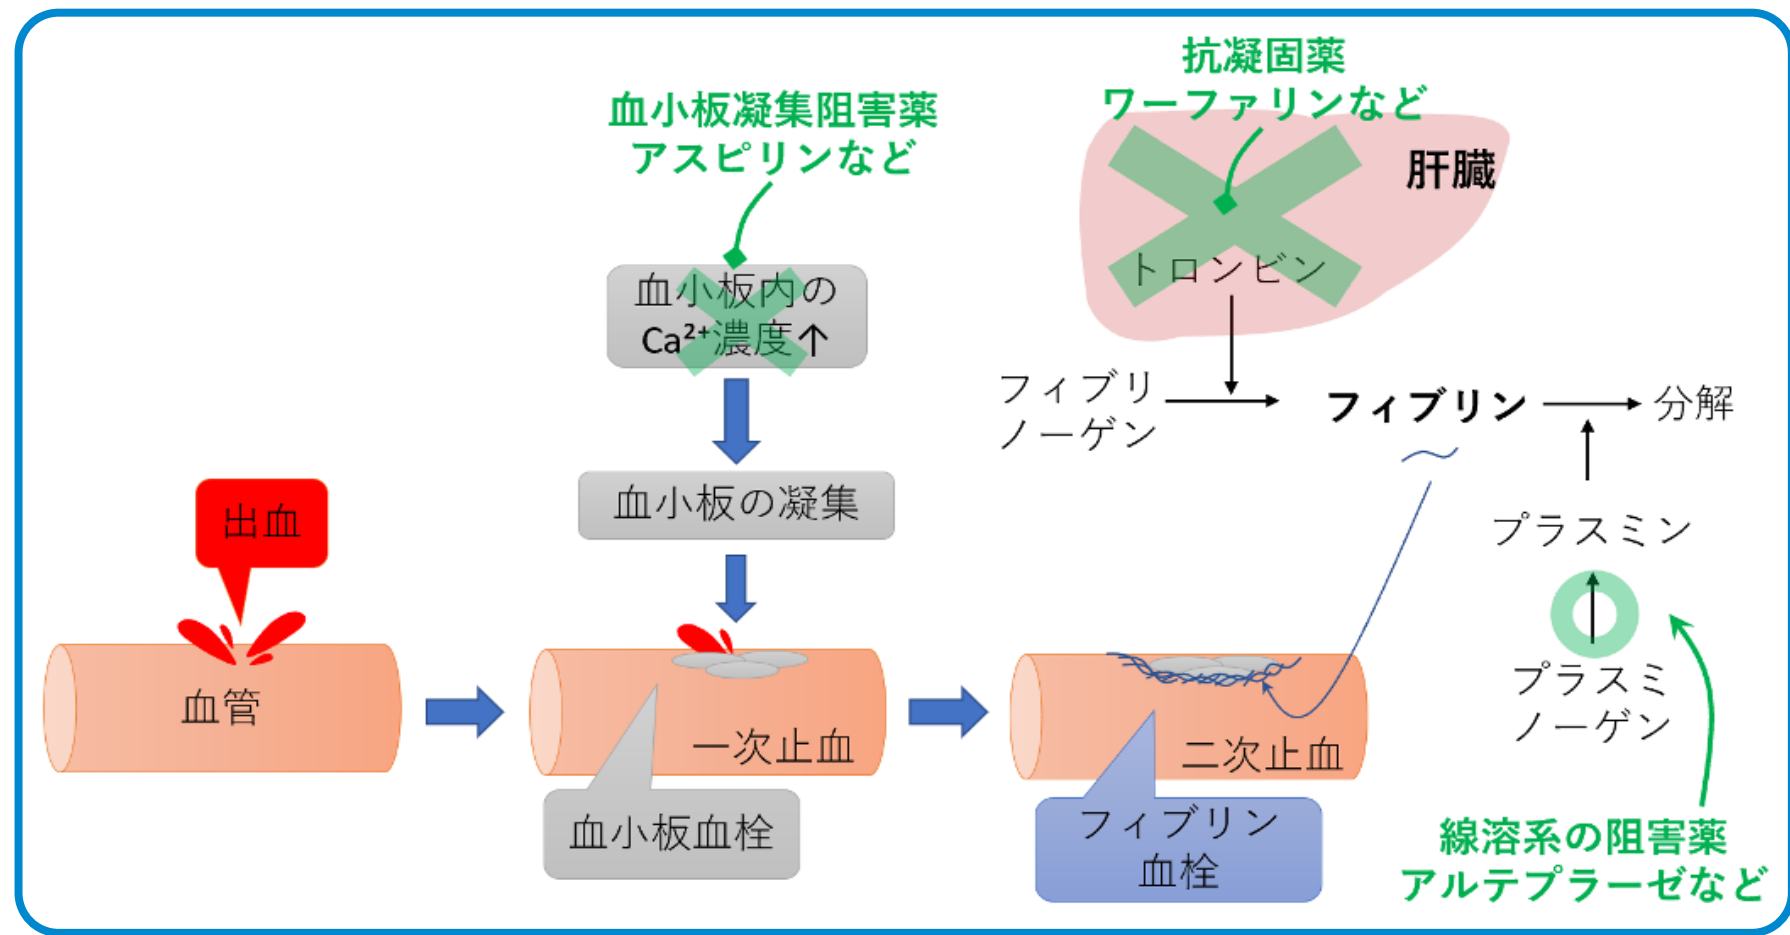 抗凝固薬
ワーファリンなど
血小板凝集阻害薬
アスピリンなど
肝臓
トロンビン
血小板内の
Ca²⁺濃度↑
フィブリ
ノーゲン
フィブリン
分解
血小板の凝集
出血
プラスミン
プラスミ
ノーゲン
血管
一次止血
二次止血
血小板血栓
フィブリン
血栓
線溶系の阻害薬
アルテプラーゼなど